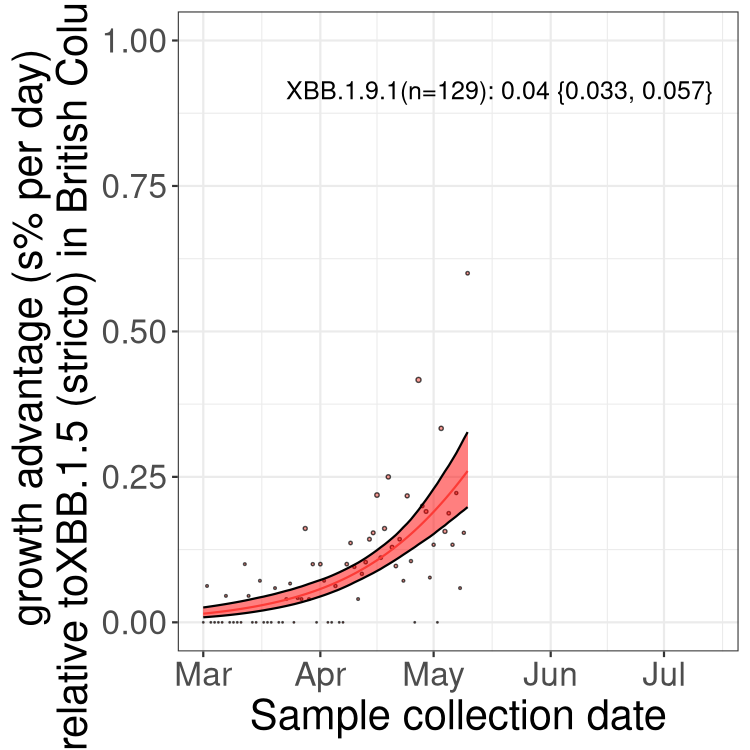 growth advantage (s% per day)
relative toXBB.1.5 (stricto) in British Colu
1.00
0.75
0.50
0.25
0.00
XBB.1.9.1(n=129): 0.04 {0.033, 0.057}
Mar Apr May Jun Jul
Sample collection date